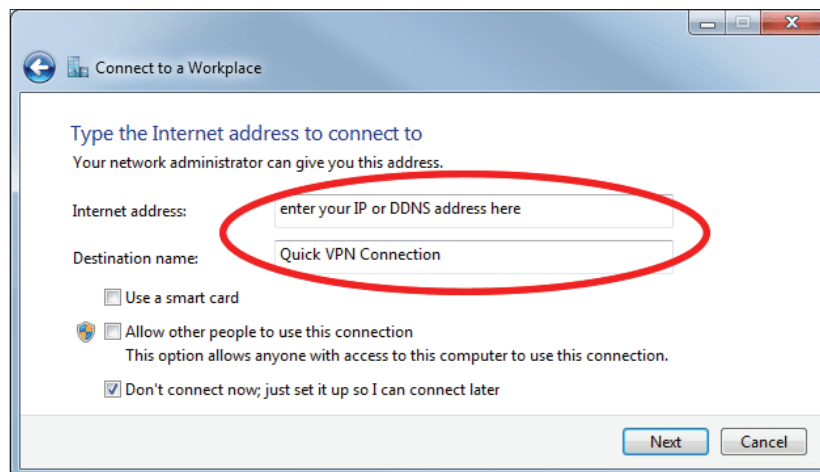 Connect to a Workplace
Type the Internet address to connect to
Your network administrator can give you this address.
Internet address: enter your IP or DDNS address here
Destination name: Quick VPN Connection
Use a smart card
Allow other people to use this connection
This option allows anyone with access to this computer to use this connection.
Don't connect now; just set it up so I can connect later
Next Cancel